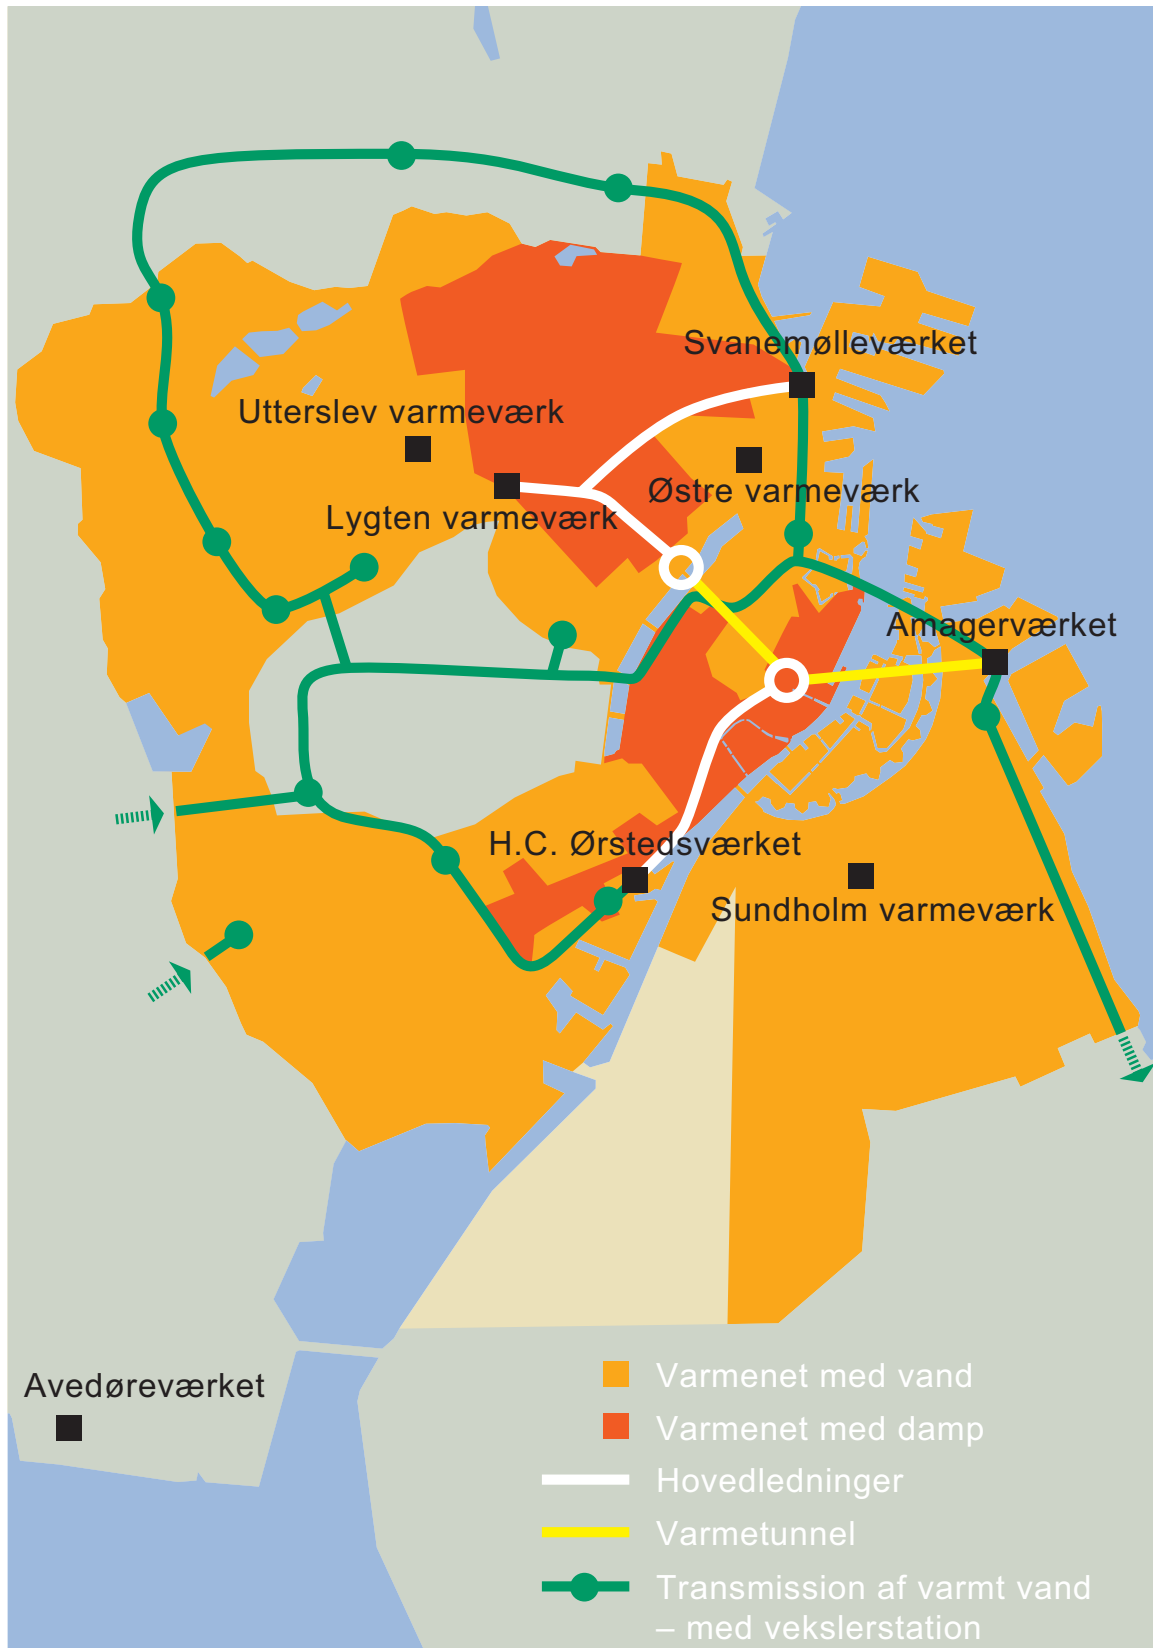 Svanemølleværket
Utterslev varmeværk
Østre varmeværk
Lygten varmeværk
Amagerværket
H.C. Ørstedsværket
Sundholm varmeværk
Avedøreværket
Varmenet med vand
Varmenet med damp
Hovedledninger
Varmetunnel
Transmission af varmt vand
– med vekslerstation